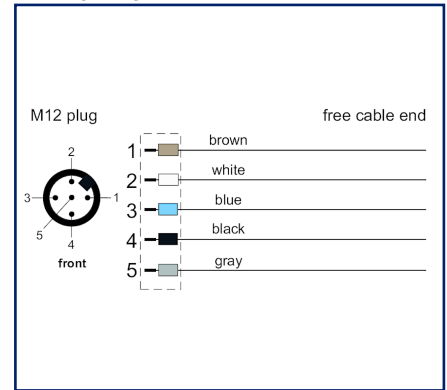 M12 plug
free cable end
2
3
1
5
4
front
1 brown
2 white
3 blue
4 black
5 gray